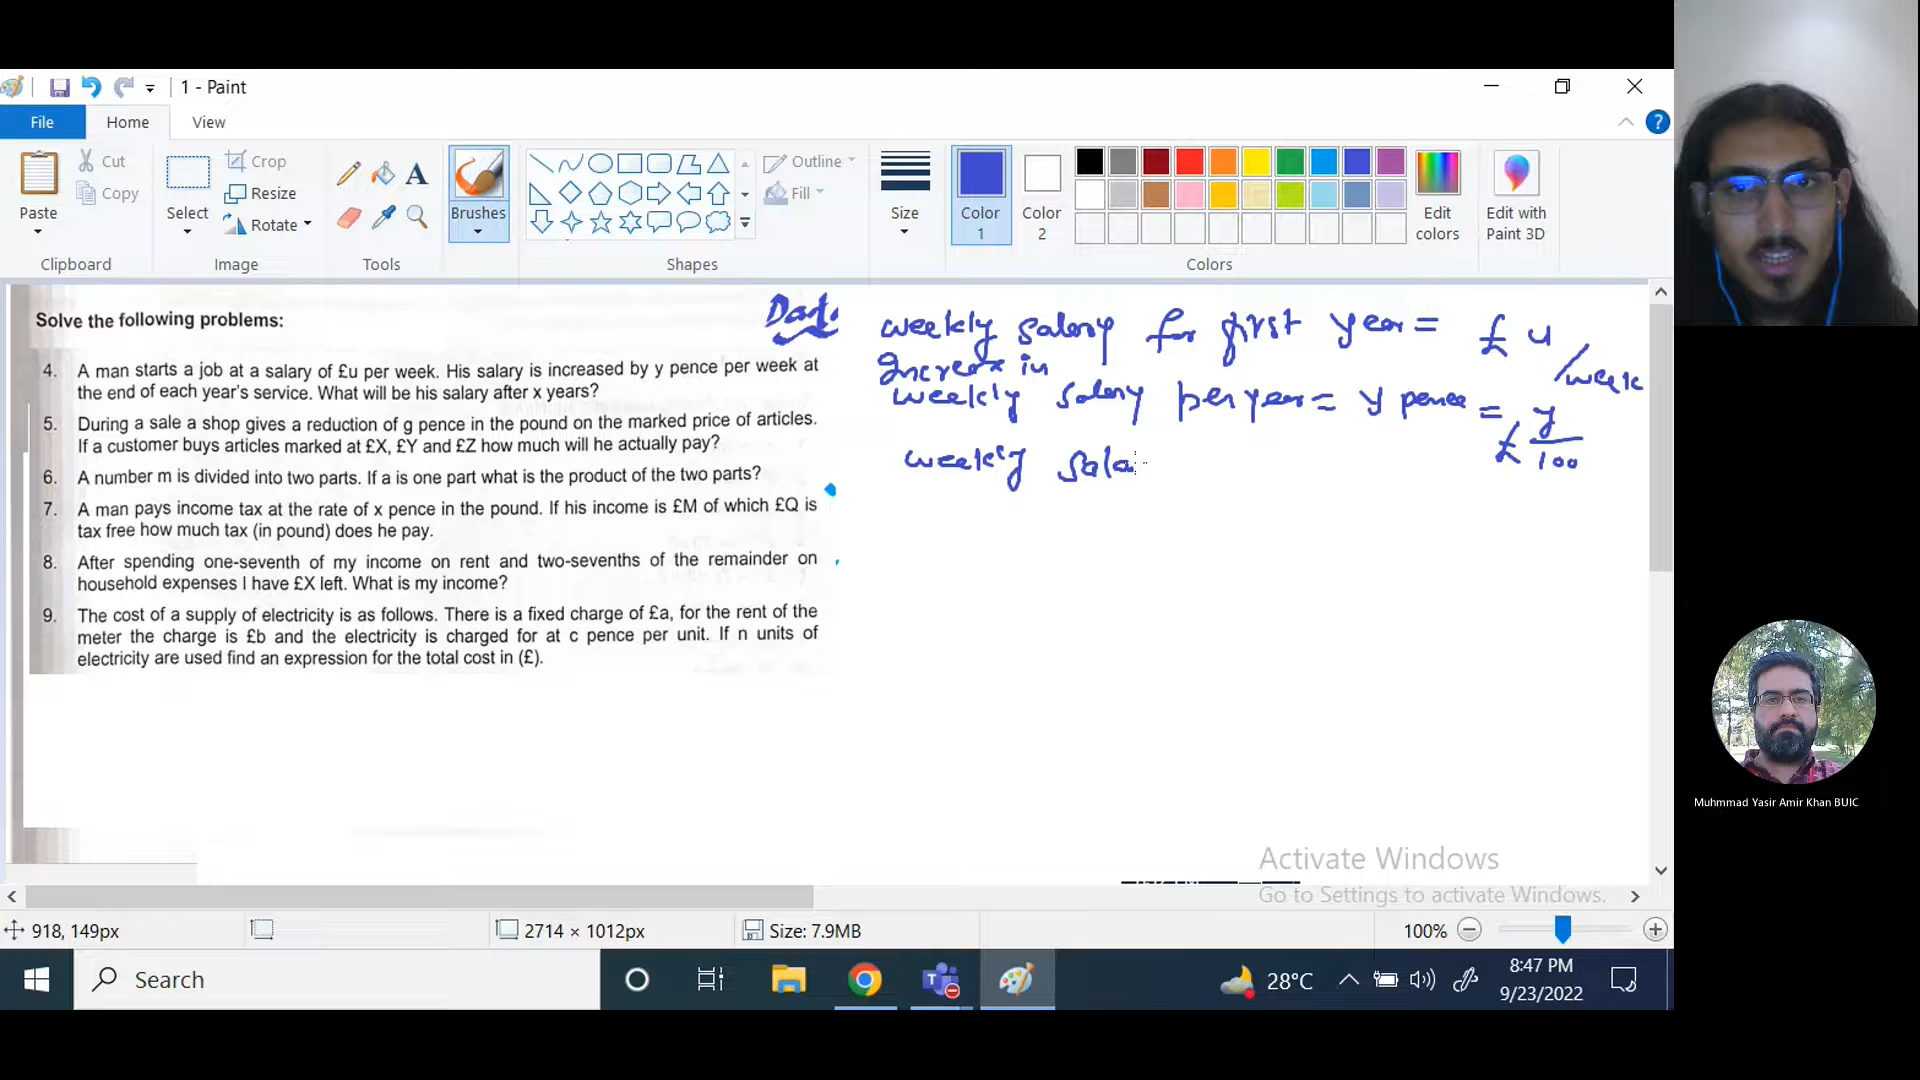 1 - Paint
File
Home
View
Paste
Cut
Copy
Clipboard
Select
Crop
Resize
Rotate
Image
Tools
Brushes
Shapes
Outline
Fill
Size
Color
1
Color
2
Edit
colors
Edit with
Paint 3D
Colors
Solve the following problems:
4. A man starts a job at a salary of £u per week. His salary is increased by y pence per week at
the end of each year's service. What will be his salary after x years?
5. During a sale a shop gives a reduction of g pence in the pound on the marked price of articles.
If a customer buys articles marked at £X, £Y and £Z how much will he actually pay?
6. A number m is divided into two parts. If a is one part what is the product of the two parts?
7. A man pays income tax at the rate of x pence in the pound. If his income is £M of which £Q is
tax free how much tax (in pound) does he pay.
8. After spending one-seventh of my income on rent and two-sevenths of the remainder on
household expenses I have £X left. What is my income?
9. The cost of a supply of electricity is as follows. There is a fixed charge of £a, for the rent of the
meter the charge is £b and the electricity is charged for at c pence per unit. If n units of
electricity are used find an expression for the total cost in (£).
weekly salary for first year = £ u /week
Increase in
weekly salary per year = y pence = £ y/100
weekly sala
Activate Windows
Go to Settings to activate Windows.
918, 149px
2714 × 1012px
Size: 7.9MB
100%
Search
28°C
8:47 PM
9/23/2022
Muhmmad Yasir Amir Khan BUIC